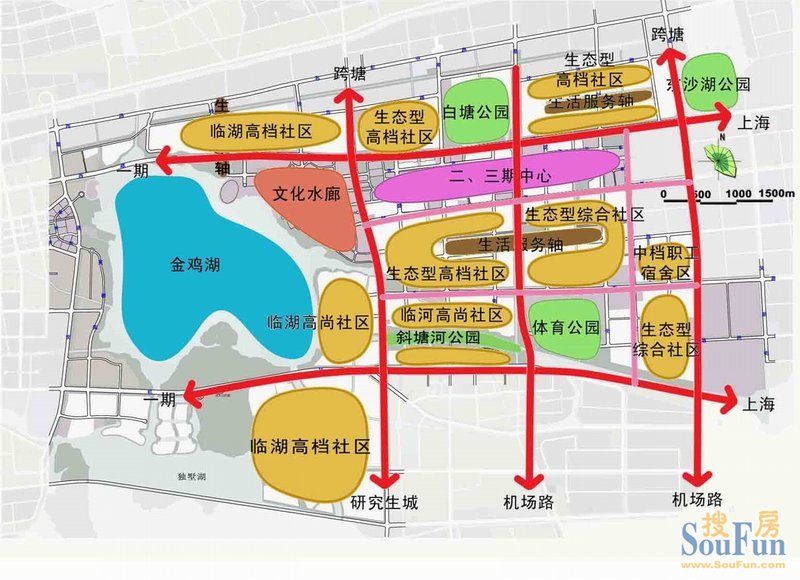 生态型
高档社区
生活服务轴
跨塘
跨塘
东沙湖公园
白塘公园
生态型
高档社区
生
轴
临湖高档社区
上海
一期
N
0 500 1000 1500m
文化水廊
二、三期中心
生态型综合社区
生活服务轴
金鸡湖
生态型高档社区
中档职工
宿舍区
临湖高尚社区
临河高尚社区
斜塘河公园
体育公园
生态型
综合社区
一期
上海
临湖高档社区
独墅湖
研究生城
机场路
机场路
搜房
SouFun
www.SouFun.com